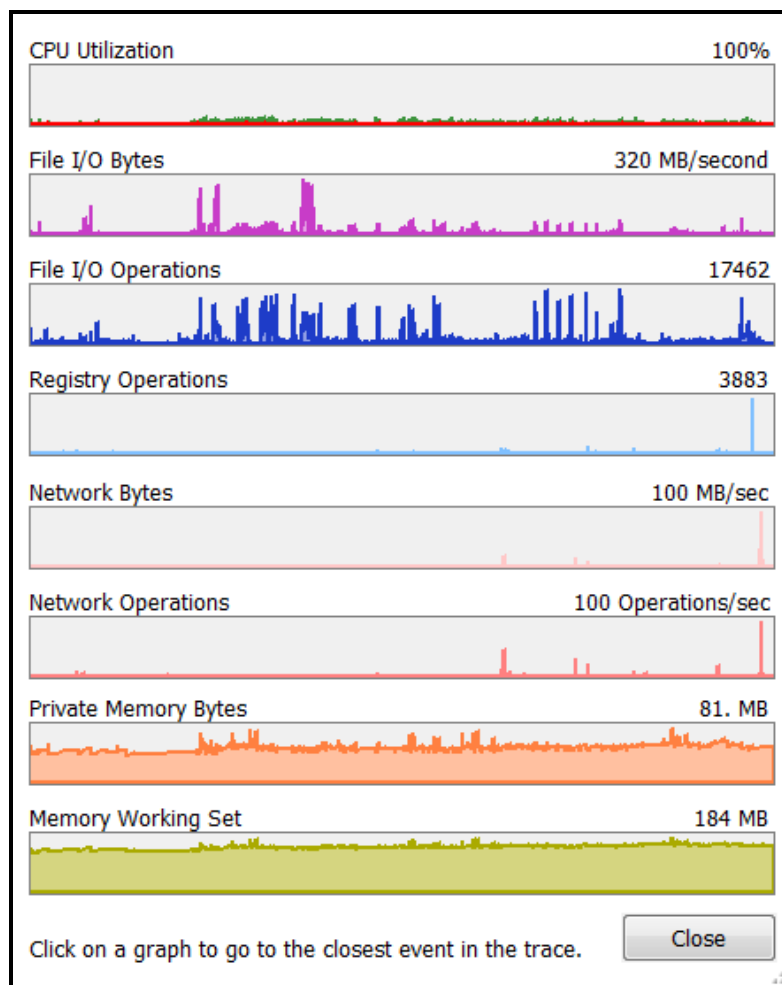 CPU Utilization 100%
File I/O Bytes 320 MB/second
File I/O Operations 17462
Registry Operations 3883
Network Bytes 100 MB/sec
Network Operations 100 Operations/sec
Private Memory Bytes 81. MB
Memory Working Set 184 MB
Click on a graph to go to the closest event in the trace. Close